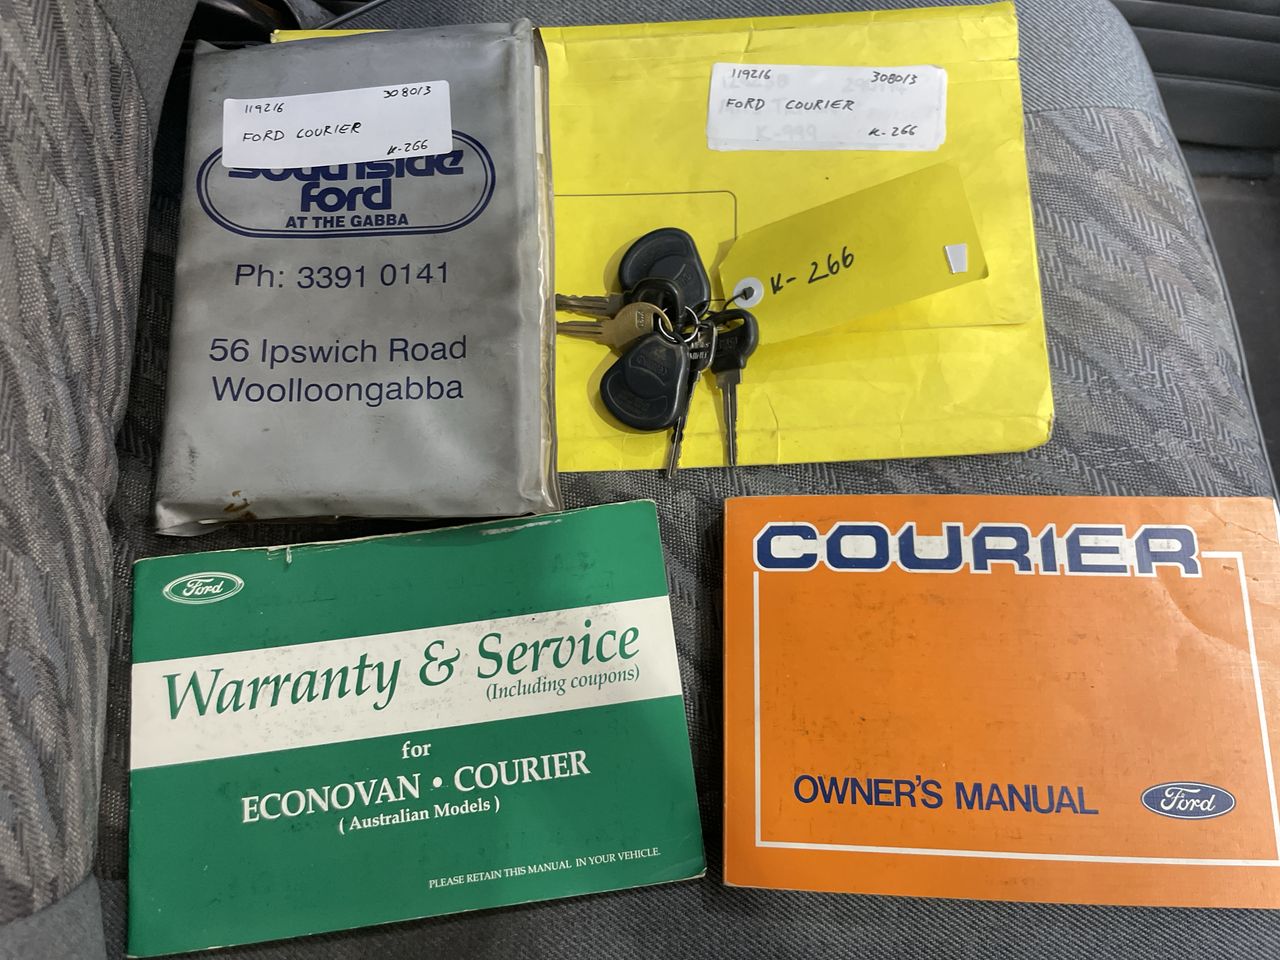 119216 308013
FORD COURIER
K-266
Southside
Ford
AT THE GABBA
Ph: 3391 0141
56 Ipswich Road
Woolloongabba
119216 308013
FORD COURIER
K-266
K-999
K-266
Ford
Warranty & Service
(Including coupons)
for
ECONOVAN • COURIER
(Australian Models)
PLEASE RETAIN THIS MANUAL IN YOUR VEHICLE.
COURIER
OWNER'S MANUAL
Ford